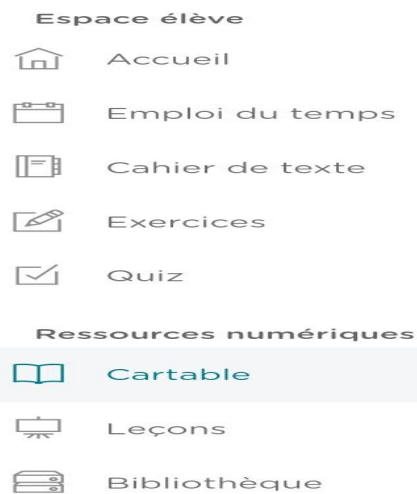 Espace élève
Accueil
Emploi du temps
Cahier de texte
Exercices
Quiz
Ressources numériques
Cartable
Leçons
Bibliothèque